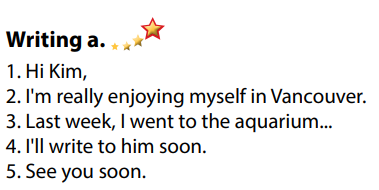 Writing a.
1. Hi Kim,
2. I'm really enjoying myself in Vancouver.
3. Last week, I went to the aquarium...
4. I'll write to him soon.
5. See you soon.